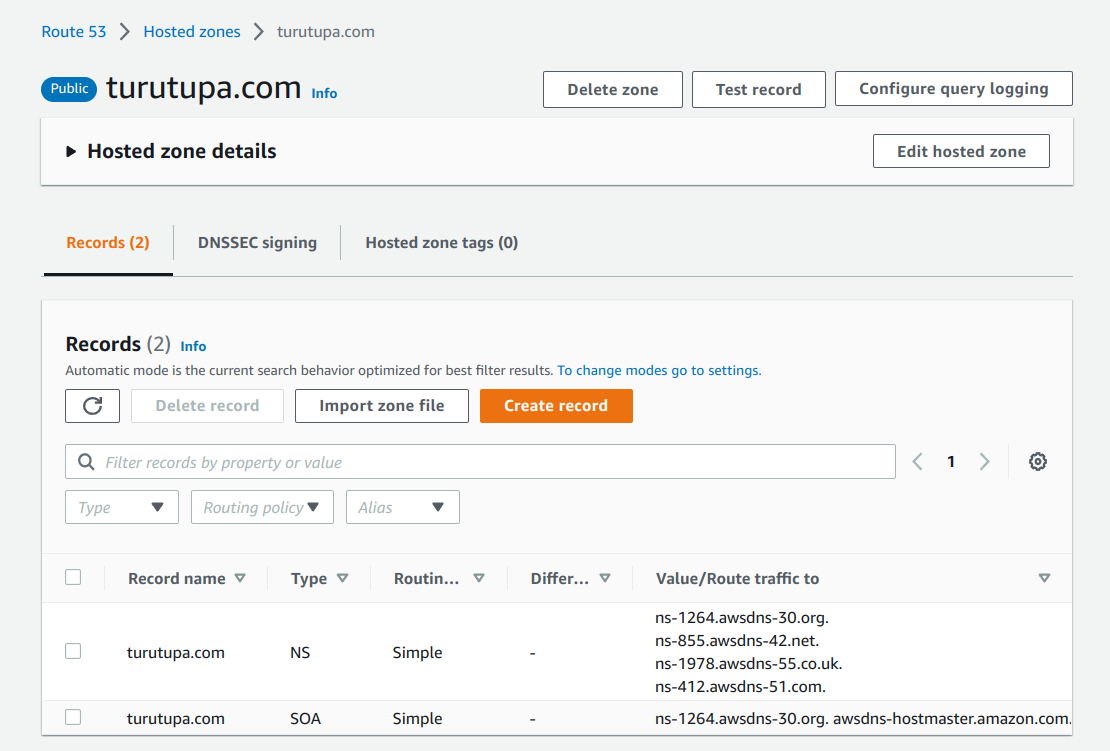 Route 53 > Hosted zones > turutupa.com
Public turutupa.com Info
Delete zone
Test record
Configure query logging
Hosted zone details
Edit hosted zone
Records (2)
DNSSEC signing
Hosted zone tags (0)
Records (2) Info
Automatic mode is the current search behavior optimized for best filter results. To change modes go to settings.
Delete record
Import zone file
Create record
Filter records by property or value
1
Type
Routing policy
Alias
Record name Type Routin... Differ... Value/Route traffic to
turutupa.com NS Simple -
ns-1264.awsdns-30.org.
ns-855.awsdns-42.net.
ns-1978.awsdns-55.co.uk.
ns-412.awsdns-51.com.
turutupa.com SOA Simple - ns-1264.awsdns-30.org. awsdns-hostmaster.amazon.com.